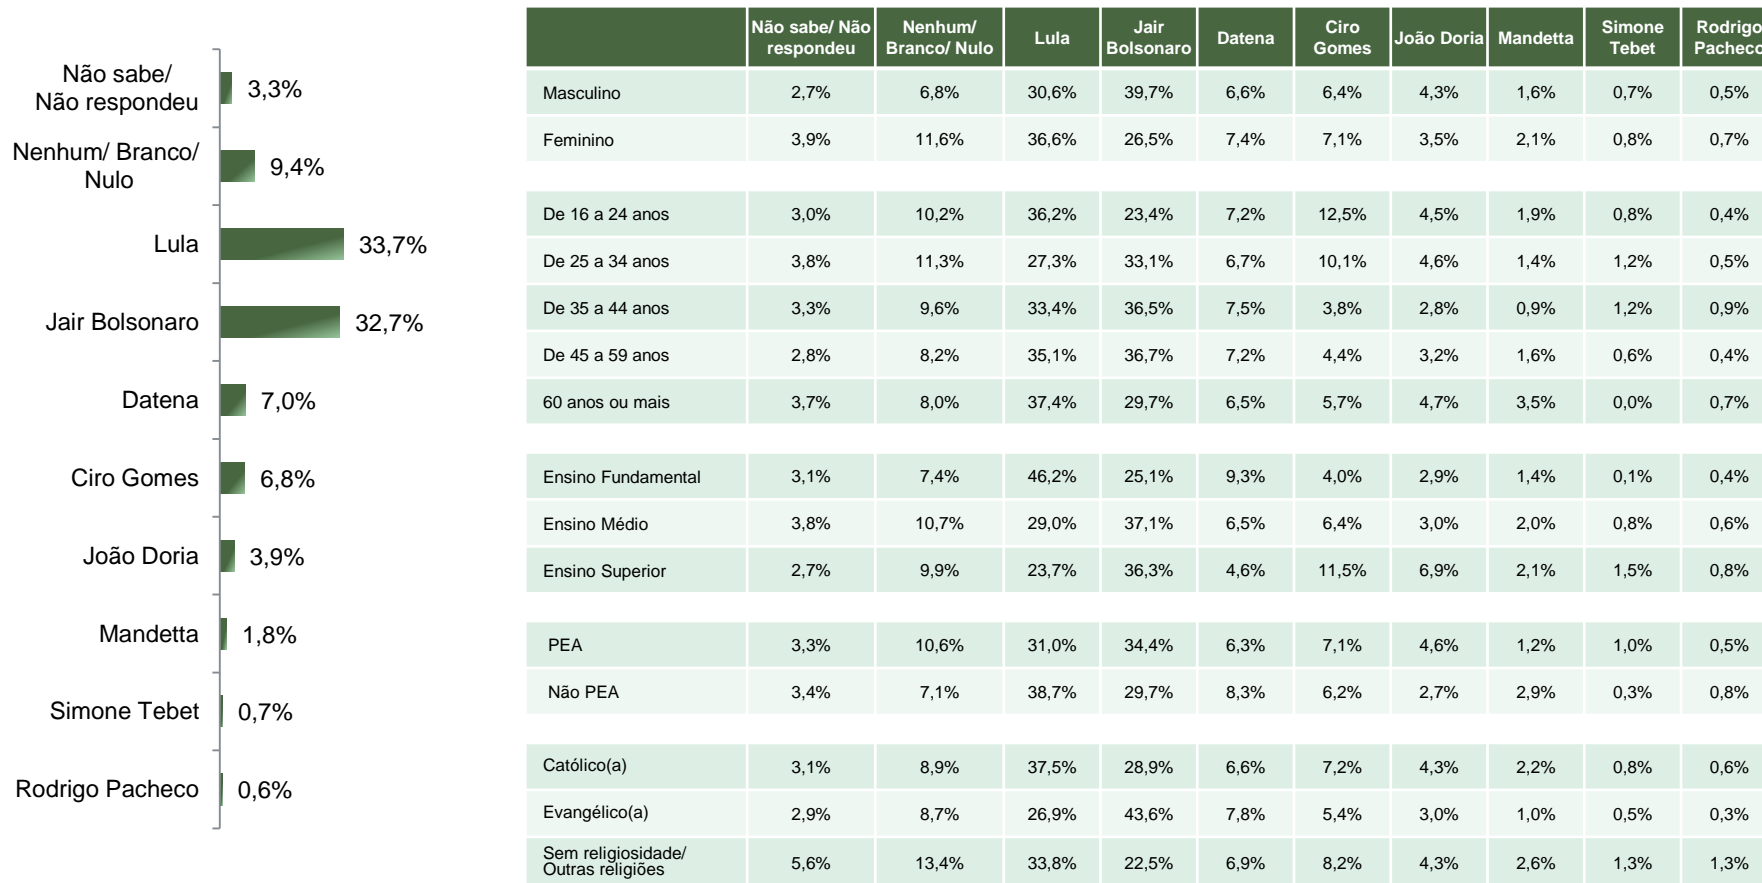 Não sabe/
Não respondeu
3,3%
Nenhum/ Branco/
Nulo
9,4%
Lula
33,7%
Jair Bolsonaro
32,7%
Datena
7,0%
Ciro Gomes
6,8%
João Doria
3,9%
Mandetta
1,8%
Simone Tebet
0,7%
Rodrigo Pacheco
0,6%
Não sabe/ Não respondeu Nenhum/ Branco/ Nulo Lula Jair Bolsonaro Datena Ciro Gomes João Doria Mandetta Simone Tebet Rodrigo Pacheco
Masculino 2,7% 6,8% 30,6% 39,7% 6,6% 6,4% 4,3% 1,6% 0,7% 0,5%
Feminino 3,9% 11,6% 36,6% 26,5% 7,4% 7,1% 3,5% 2,1% 0,8% 0,7%
De 16 a 24 anos 3,0% 10,2% 36,2% 23,4% 7,2% 12,5% 4,5% 1,9% 0,8% 0,4%
De 25 a 34 anos 3,8% 11,3% 27,3% 33,1% 6,7% 10,1% 4,6% 1,4% 1,2% 0,5%
De 35 a 44 anos 3,3% 9,6% 33,4% 36,5% 7,5% 3,8% 2,8% 0,9% 1,2% 0,9%
De 45 a 59 anos 2,8% 8,2% 35,1% 36,7% 7,2% 4,4% 3,2% 1,6% 0,6% 0,4%
60 anos ou mais 3,7% 8,0% 37,4% 29,7% 6,5% 5,7% 4,7% 3,5% 0,0% 0,7%
Ensino Fundamental 3,1% 7,4% 46,2% 25,1% 9,3% 4,0% 2,9% 1,4% 0,1% 0,4%
Ensino Médio 3,8% 10,7% 29,0% 37,1% 6,5% 6,4% 3,0% 2,0% 0,8% 0,6%
Ensino Superior 2,7% 9,9% 23,7% 36,3% 4,6% 11,5% 6,9% 2,1% 1,5% 0,8%
PEA 3,3% 10,6% 31,0% 34,4% 6,3% 7,1% 4,6% 1,2% 1,0% 0,5%
Não PEA 3,4% 7,1% 38,7% 29,7% 8,3% 6,2% 2,7% 2,9% 0,3% 0,8%
Católico(a) 3,1% 8,9% 37,5% 28,9% 6,6% 7,2% 4,3% 2,2% 0,8% 0,6%
Evangélico(a) 2,9% 8,7% 26,9% 43,6% 7,8% 5,4% 3,0% 1,0% 0,5% 0,3%
Sem religiosidade/
Outras religiões 5,6% 13,4% 33,8% 22,5% 6,9% 8,2% 4,3% 2,6% 1,3% 1,3%